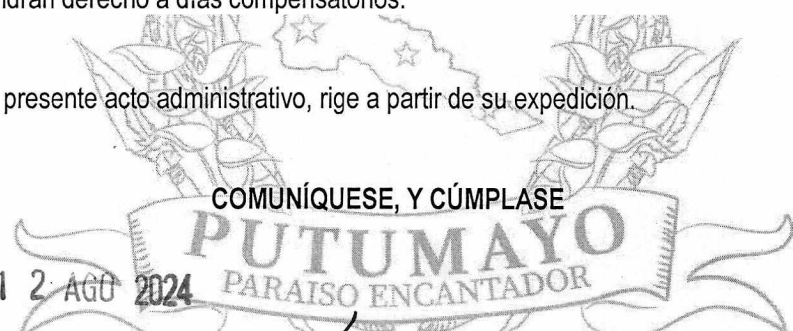 drán derecho a días compensatorios.
presente acto administrativo, rige a partir de su expedición.
COMUNÍQUESE, Y CÚMPLASE
PUTUMAYO
PARAISO ENCANTADOR
1 2 AGO 2024